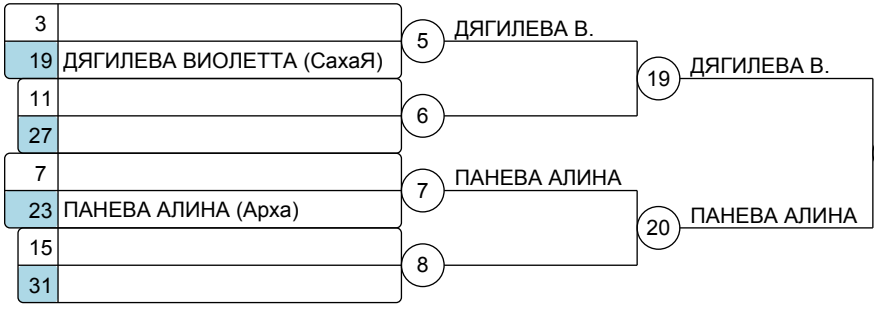 3
5 ДЯГИЛЕВА В.
19 ДЯГИЛЕВА ВИОЛЕТТА (СахаЯ)
19 ДЯГИЛЕВА В.
11
6
27
7
7 ПАНЕВА АЛИНА
23 ПАНЕВА АЛИНА (Арха)
20 ПАНЕВА АЛИНА
15
8
31